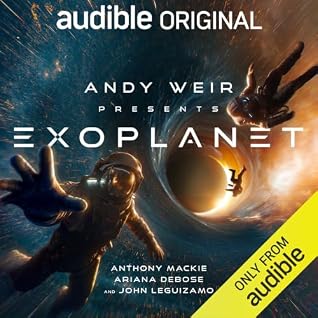 audible ORIGINAL
ANDY WEIR
PRESENTS
EXOPLANET
ANTHONY MACKIE
ARIANA DEBOSE
AND JOHN LEGUIZAMO
ONLY FROM
audible